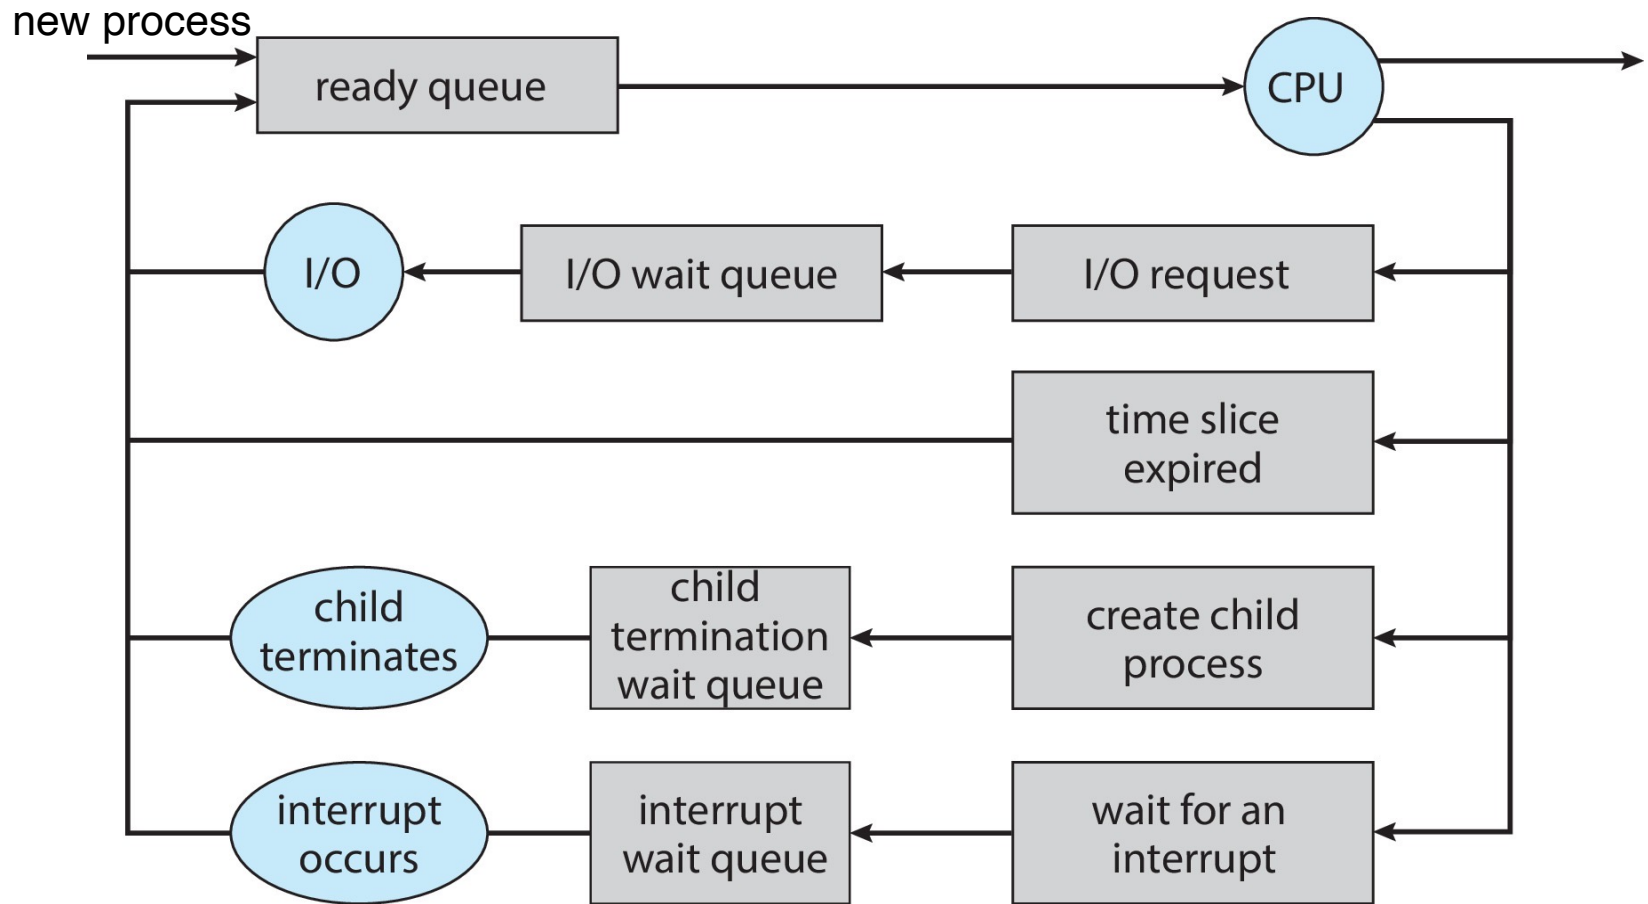 new process
ready queue
CPU
I/O
I/O wait queue
I/O request
time slice
expired
child
terminates
child
termination
wait queue
create child
process
interrupt
occurs
interrupt
wait queue
wait for an
interrupt